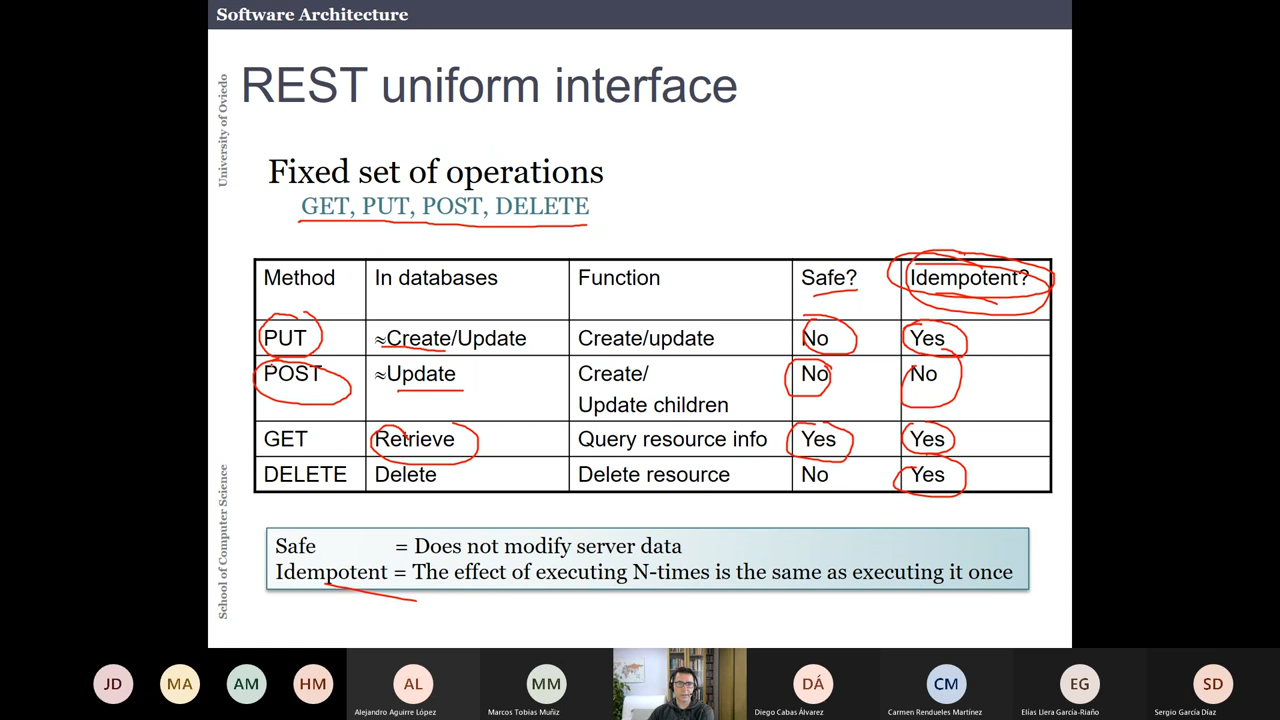 Software Architecture
University of Oviedo
School of Computer Science
REST uniform interface
Fixed set of operations
GET, PUT, POST, DELETE
Method In databases Function Safe? Idempotent?
PUT ≈Create/Update Create/update No Yes
POST ≈Update Create/ No No
Update children
GET Retrieve Query resource info Yes Yes
DELETE Delete Delete resource No Yes
Safe = Does not modify server data
Idempotent = The effect of executing N-times is the same as executing it once
JD MA AM HM AL MM DÁ CM EG SD
Alejandro Aguirre López Marcos Tobias Muñiz Diego Cabas Álvarez Carmen Rendueles Martínez Elías Llera García-Riaño Sergio García Díaz